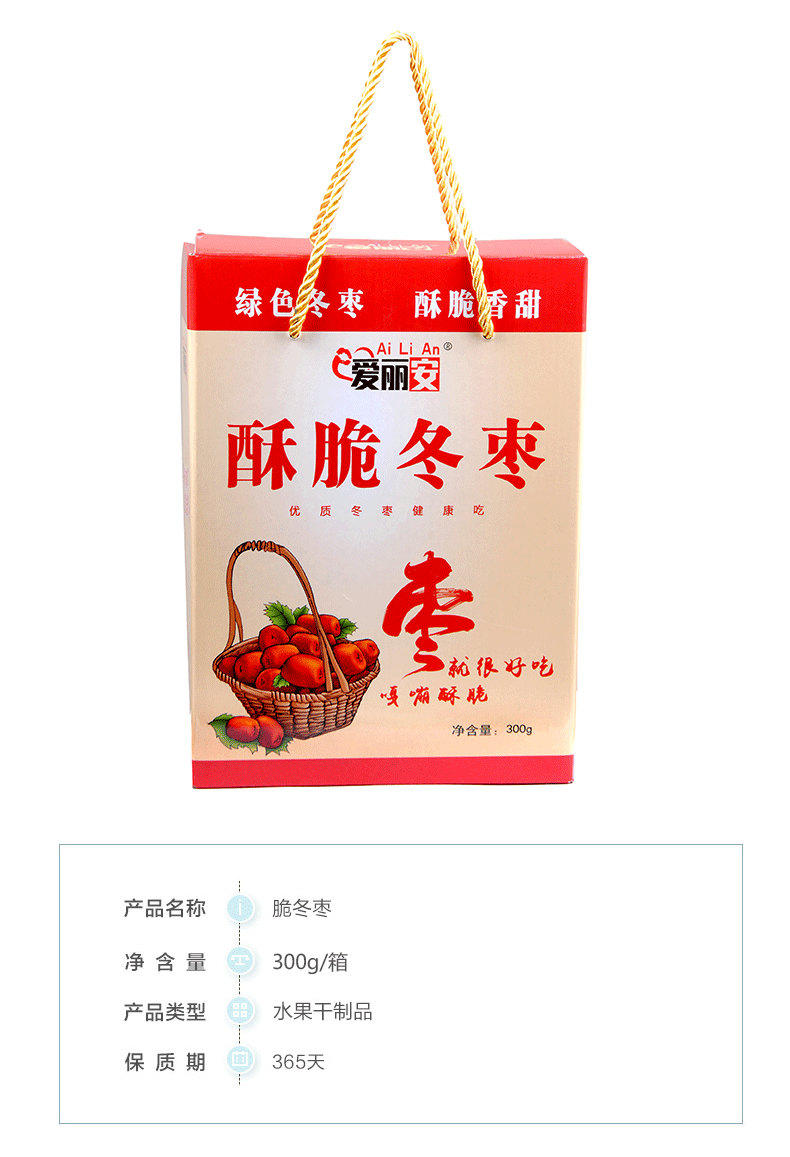 绿色冬枣 酥脆香甜
Ai Li An®
爱丽安
酥脆冬枣
优质冬枣健康吃
枣
就很好吃
嘎嘣酥脆
净含量：300g
产品名称 脆冬枣
净含量 300g/箱
产品类型 水果干制品
保质期 365天